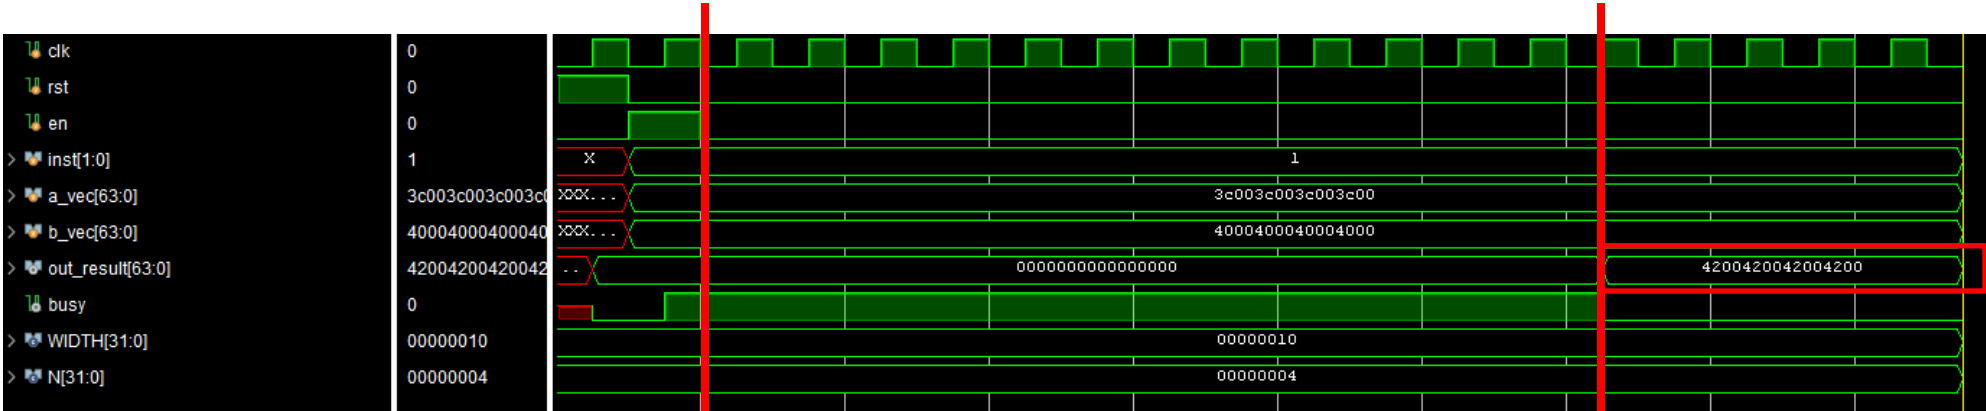 clk 0
rst 0
en 0
inst[1:0] 1 X 1
a_vec[63:0] 3c003c003c003c0 XXX... 3c003c003c003c00
b_vec[63:0] 40004000400040 XXX... 4000400040004000
out_result[63:0] 42004200420042 .. 0000000000000000 4200420042004200
busy 0
WIDTH[31:0] 00000010 00000010
N[31:0] 00000004 00000004